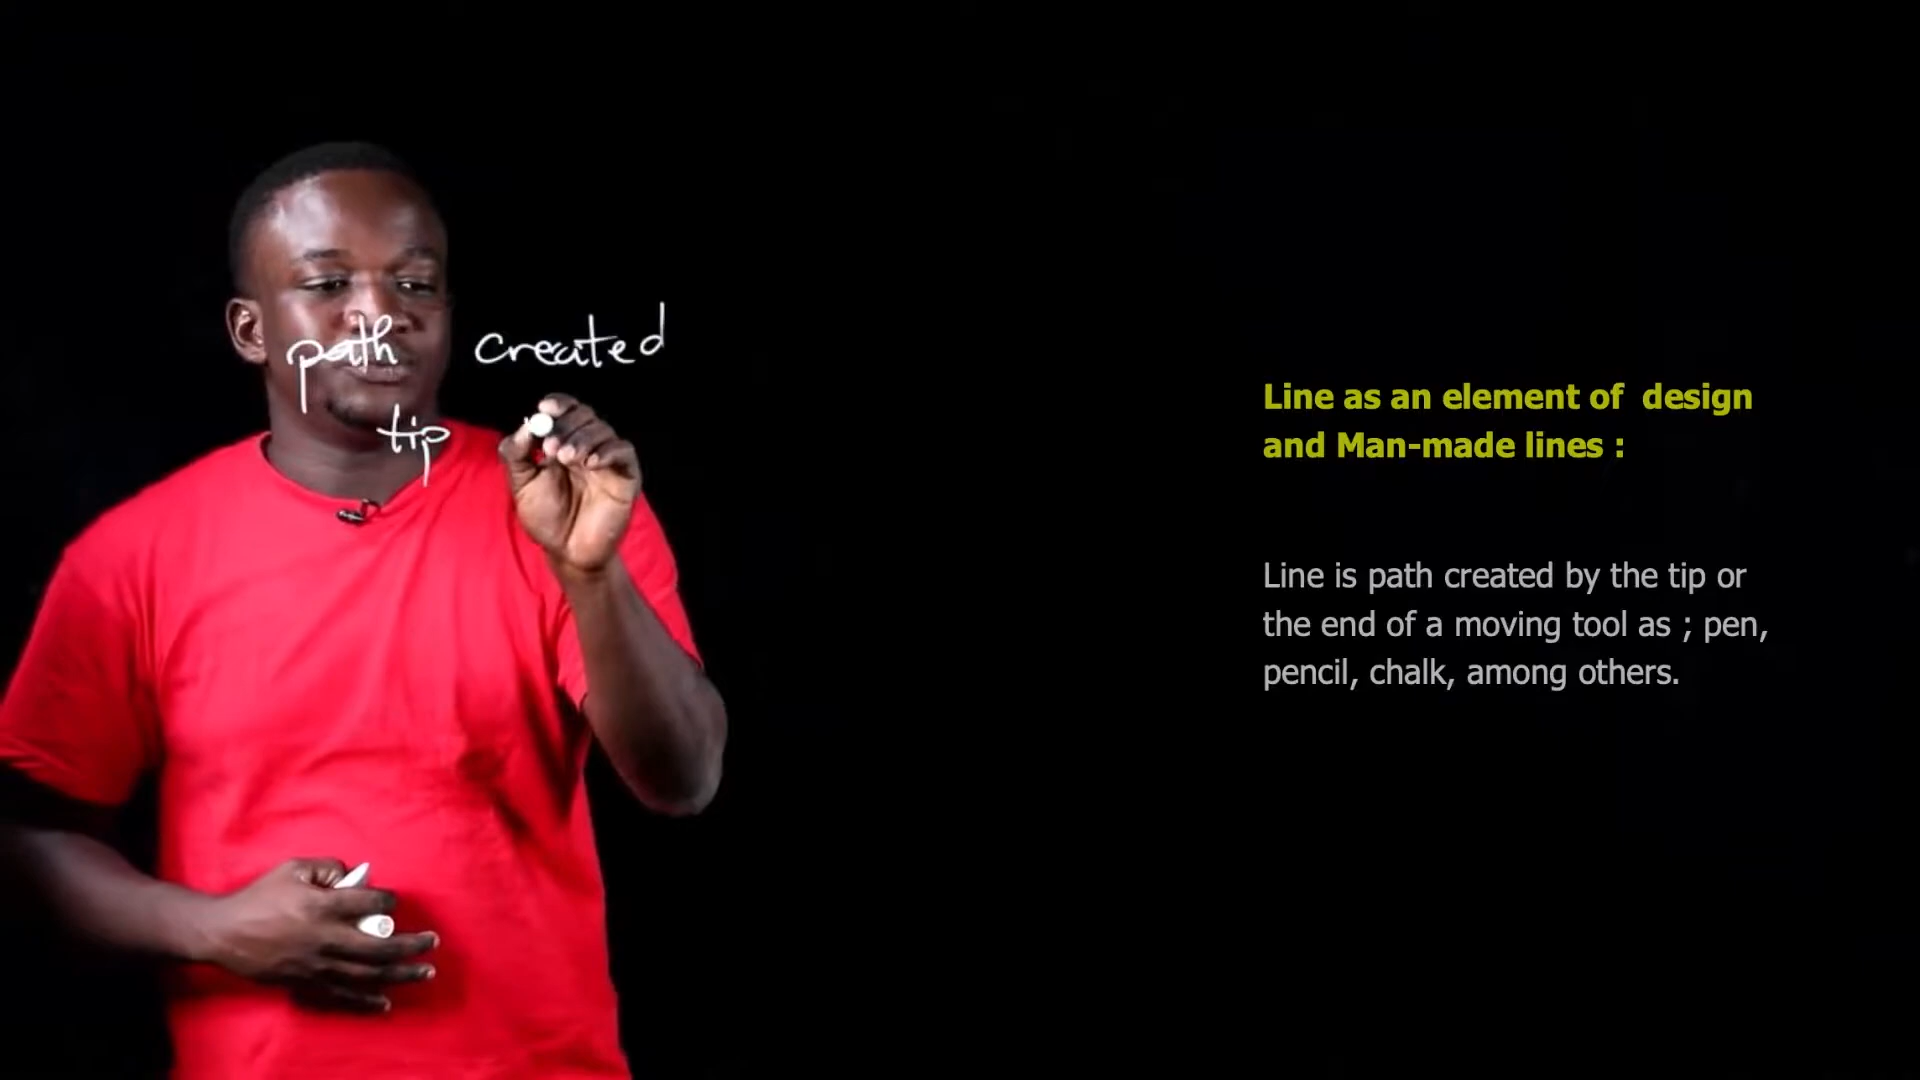 path created
tip
Line as an element of design
and Man-made lines :
Line is path created by the tip or
the end of a moving tool as ; pen,
pencil, chalk, among others.